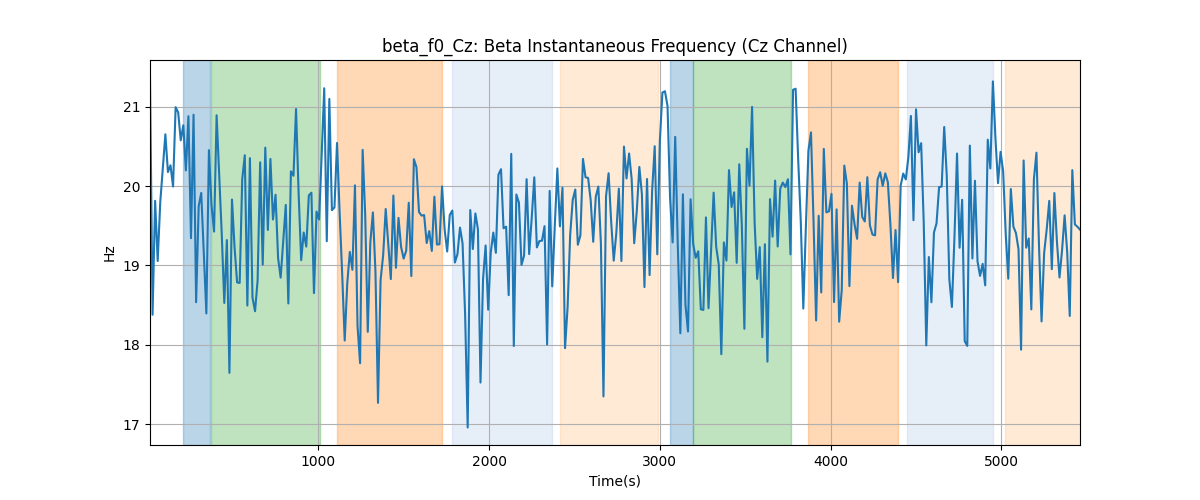 beta_f0_Cz: Beta Instantaneous Frequency (Cz Channel)
Hz
21
20
19
18
17
1000 2000 3000 4000 5000
Time(s)